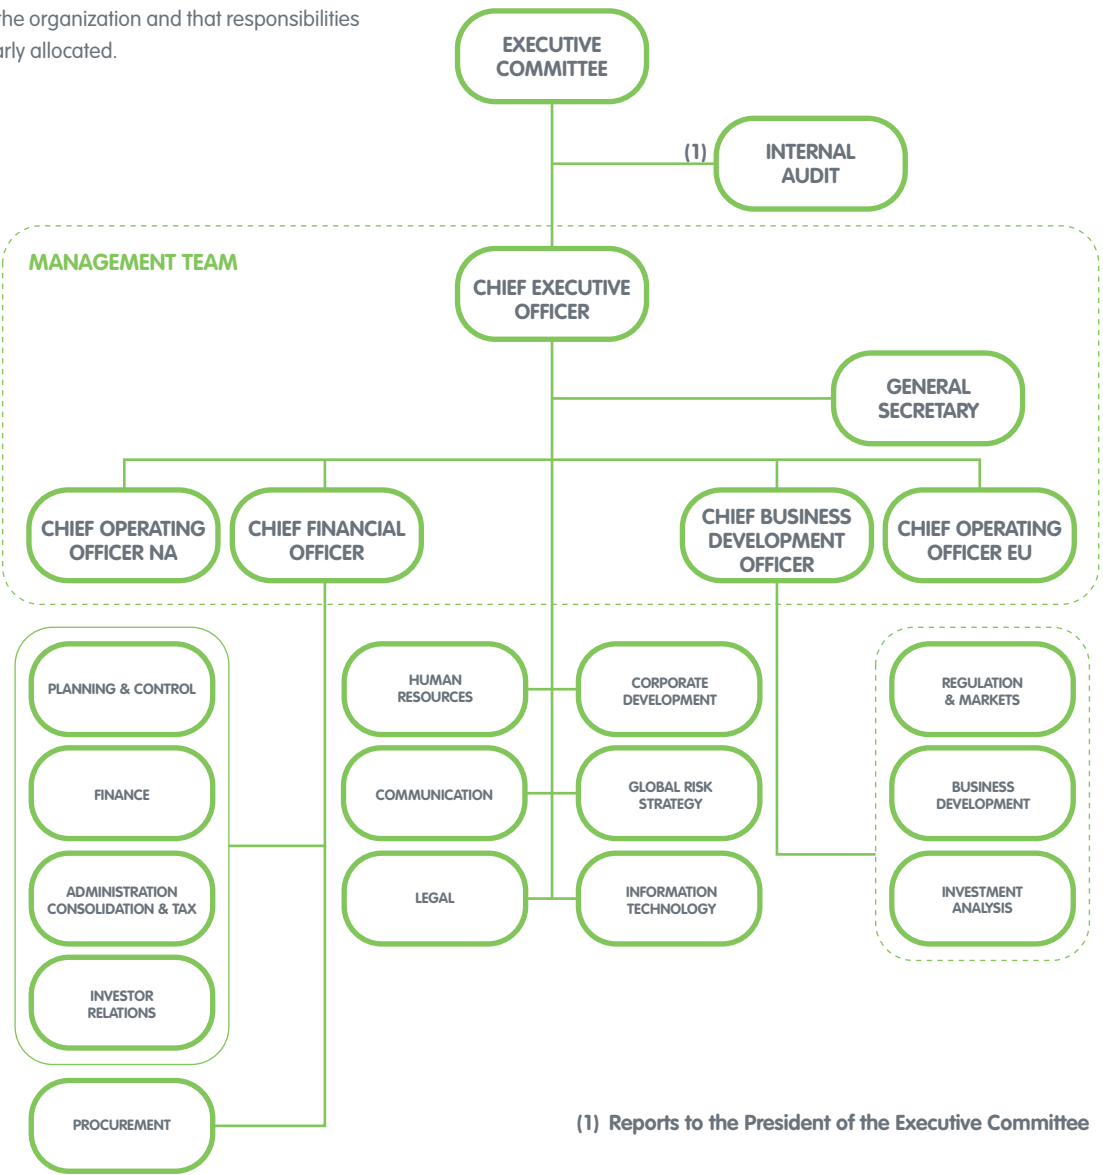 the organization and that responsibilities
arly allocated.
EXECUTIVE
COMMITTEE
(1)
INTERNAL
AUDIT
MANAGEMENT TEAM
CHIEF EXECUTIVE
OFFICER
GENERAL
SECRETARY
CHIEF OPERATING
OFFICER NA
CHIEF FINANCIAL
OFFICER
CHIEF BUSINESS
DEVELOPMENT
OFFICER
CHIEF OPERATING
OFFICER EU
PLANNING & CONTROL
HUMAN
RESOURCES
CORPORATE
DEVELOPMENT
REGULATION
& MARKETS
FINANCE
COMMUNICATION
GLOBAL RISK
STRATEGY
BUSINESS
DEVELOPMENT
ADMINISTRATION
CONSOLIDATION & TAX
LEGAL
INFORMATION
TECHNOLOGY
INVESTMENT
ANALYSIS
INVESTOR
RELATIONS
PROCUREMENT
(1) Reports to the President of the Executive Committee